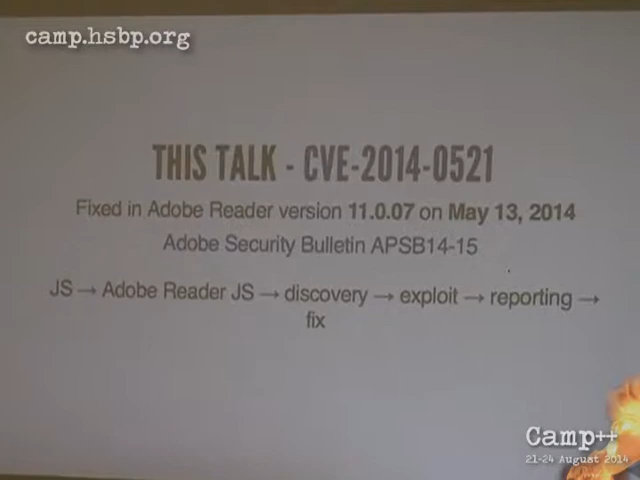 camp.hsbp.org
THIS TALK - CVE-2014-0521
Fixed in Adobe Reader version 11.0.07 on May 13, 2014
Adobe Security Bulletin APSB14-15
JS → Adobe Reader JS → discovery → exploit → reporting →
fix
Camp++
21-24 August 2014